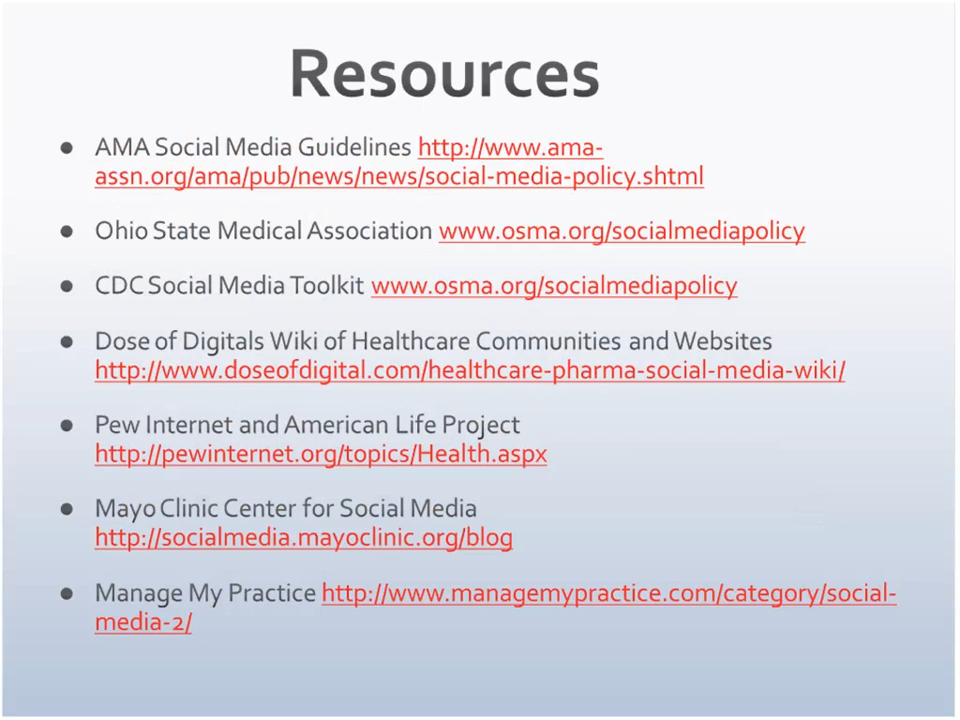 Resources
● AMA Social Media Guidelines http://www.ama-
assn.org/ama/pub/news/news/social-media-policy.shtml
● Ohio State Medical Association www.osma.org/socialmediapolicy
● CDC Social Media Toolkit www.osma.org/socialmediapolicy
● Dose of Digitals Wiki of Healthcare Communities and Websites
http://www.doseofdigital.com/healthcare-pharma-social-media-wiki/
● Pew Internet and American Life Project
http://pewinternet.org/topics/Health.aspx
● Mayo Clinic Center for Social Media
http://socialmedia.mayoclinic.org/blog
● Manage My Practice http://www.managemypractice.com/category/social-
media-2/